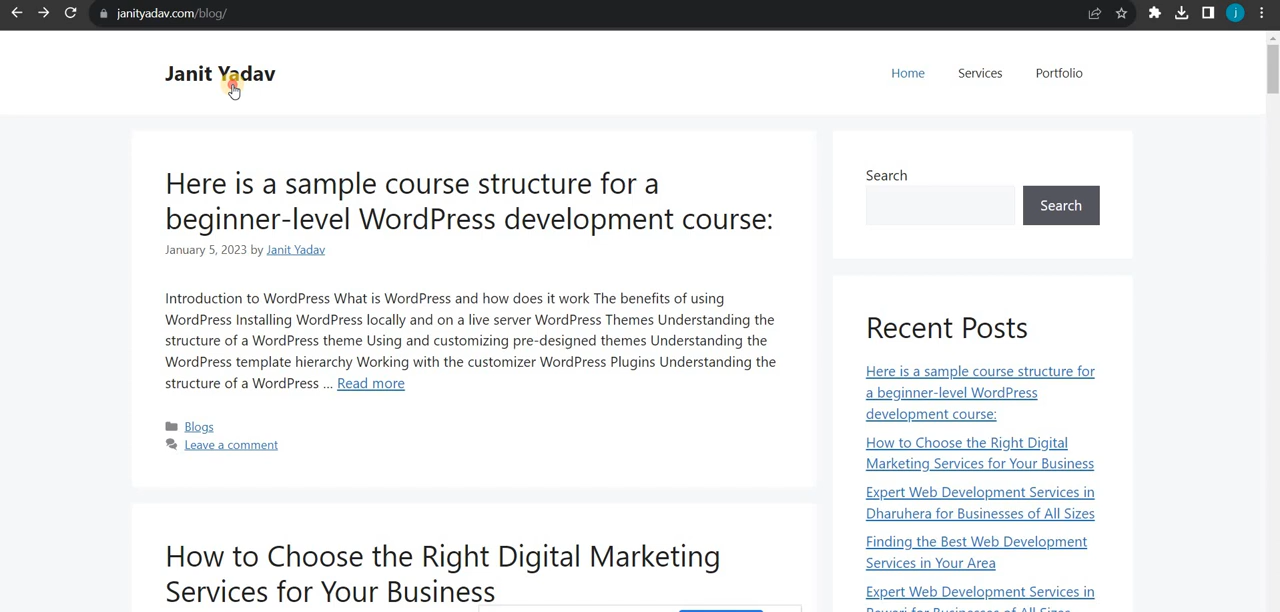 janityadav.com/blog/
j
Janit Yadav
Home Services Portfolio
Here is a sample course structure for a
beginner-level WordPress development course:
January 5, 2023 by Janit Yadav
Introduction to WordPress What is WordPress and how does it work The benefits of using
WordPress Installing WordPress locally and on a live server WordPress Themes Understanding the
structure of a WordPress theme Using and customizing pre-designed themes Understanding the
WordPress template hierarchy Working with the customizer WordPress Plugins Understanding the
structure of a WordPress ... Read more
Blogs
Leave a comment
How to Choose the Right Digital Marketing
Services for Your Business
Search
Search
Recent Posts
Here is a sample course structure for
a beginner-level WordPress
development course:
How to Choose the Right Digital
Marketing Services for Your Business
Expert Web Development Services in
Dharuhera for Businesses of All Sizes
Finding the Best Web Development
Services in Your Area
Expert Web Development Services in